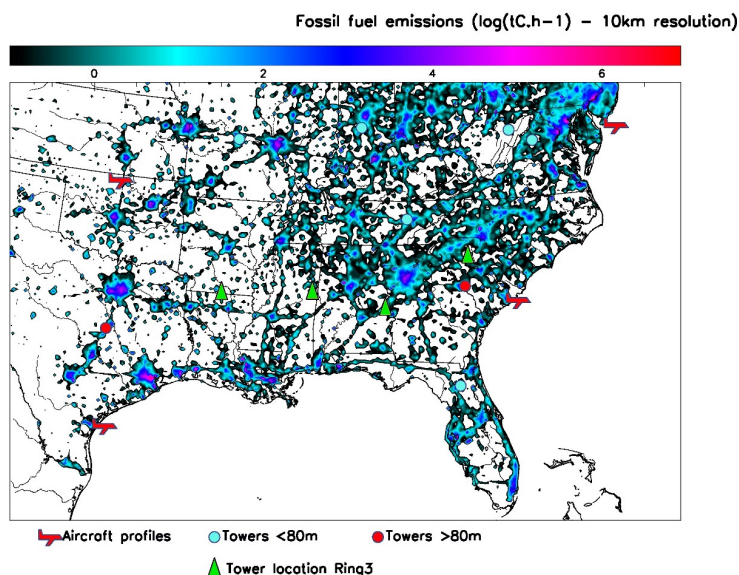 Fossil fuel emissions (log(tC.h-1) - 10km resolution)
0 2 4 6
Aircraft profiles Towers <80m Towers >80m
Tower location Ring3